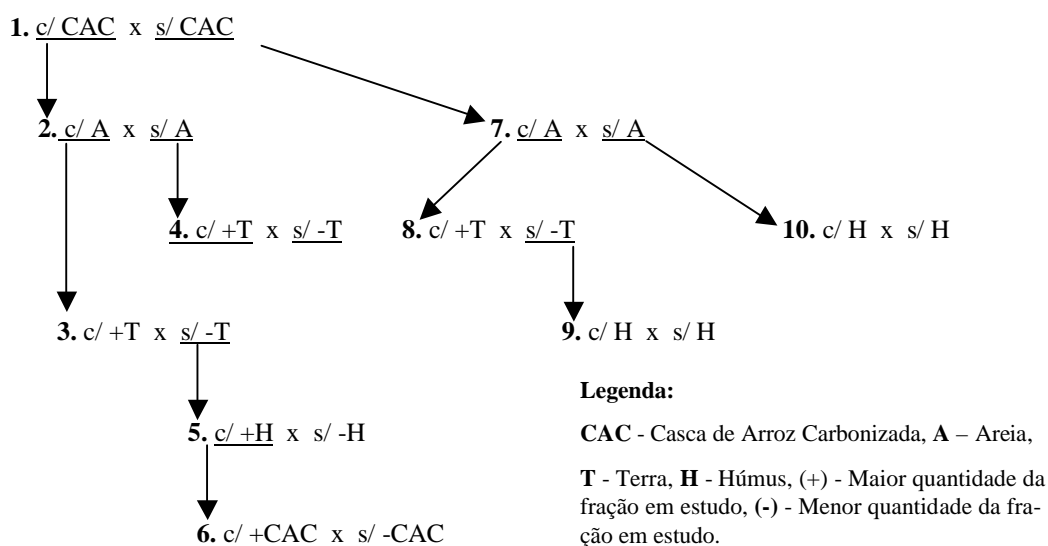 1. c/ CAC x s/ CAC
2. c/ A x s/ A
7. c/ A x s/ A
4. c/ +T x s/ -T
8. c/ +T x s/ -T
10. c/ H x s/ H
3. c/ +T x s/ -T
9. c/ H x s/ H
Legenda:
5. c/ +H x s/ -H
CAC - Casca de Arroz Carbonizada, A – Areia,
T - Terra, H - Húmus, (+) - Maior quantidade da
fração em estudo, (-) - Menor quantidade da fra-
ção em estudo.
6. c/ +CAC x s/ -CAC